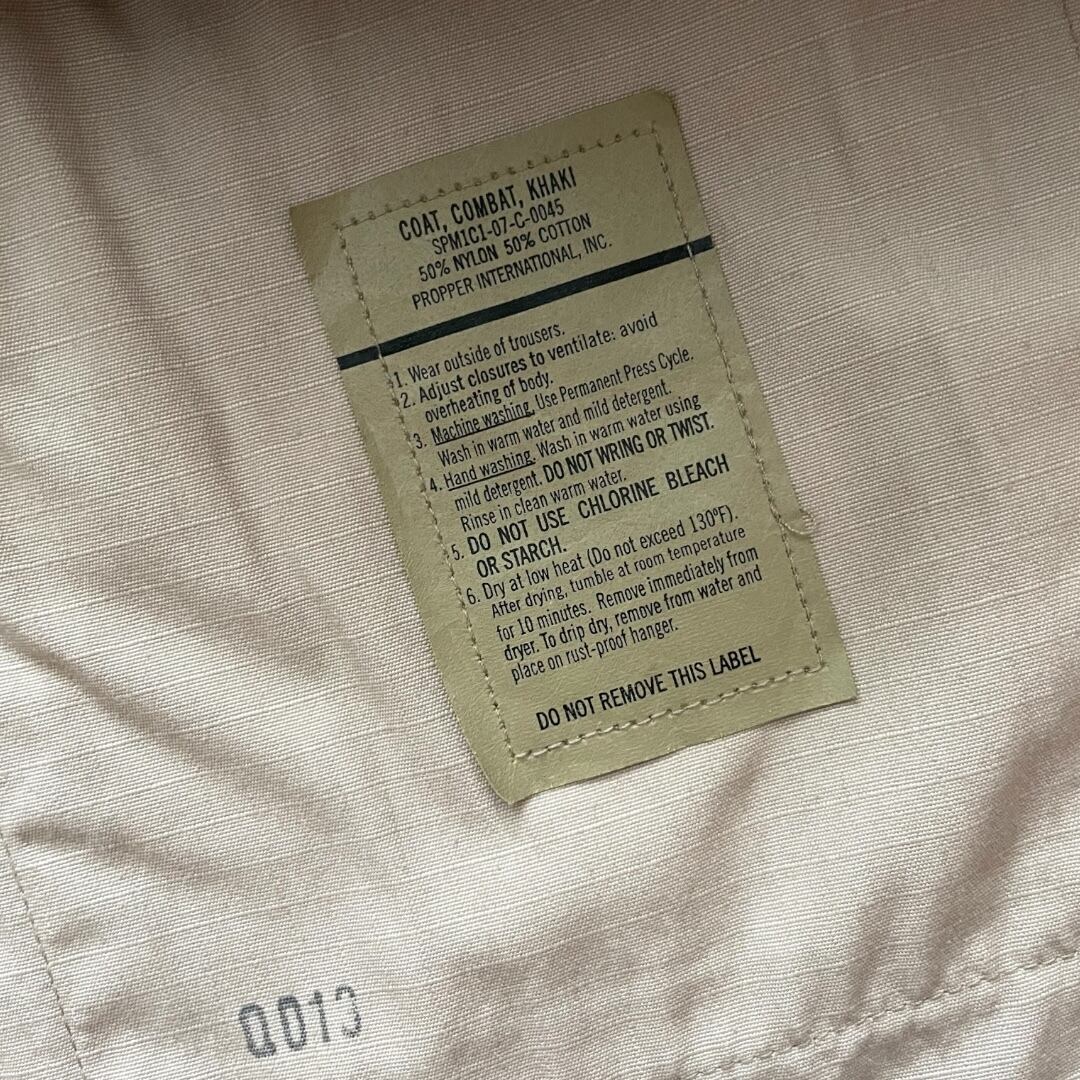 COAT, COMBAT, KHAKI
SPM1C1-07-C-0045
50% NYLON 50% COTTON
PROPPER INTERNATIONAL, INC.
1. Wear outside of trousers.
2. Adjust closures to ventilate: avoid
overheating of body.
3. Machine washing. Use Permanent Press Cycle.
Wash in warm water and mild detergent.
4. Hand washing. Wash in warm water using
mild detergent. DO NOT WRING OR TWIST.
Rinse in clean warm water.
5. DO NOT USE CHLORINE BLEACH
OR STARCH.
6. Dry at low heat (Do not exceed 130°F).
After drying, tumble at room temperature
for 10 minutes. Remove immediately from
dryer. To drip dry, remove from water and
place on rust-proof hanger.
DO NOT REMOVE THIS LABEL
Q013